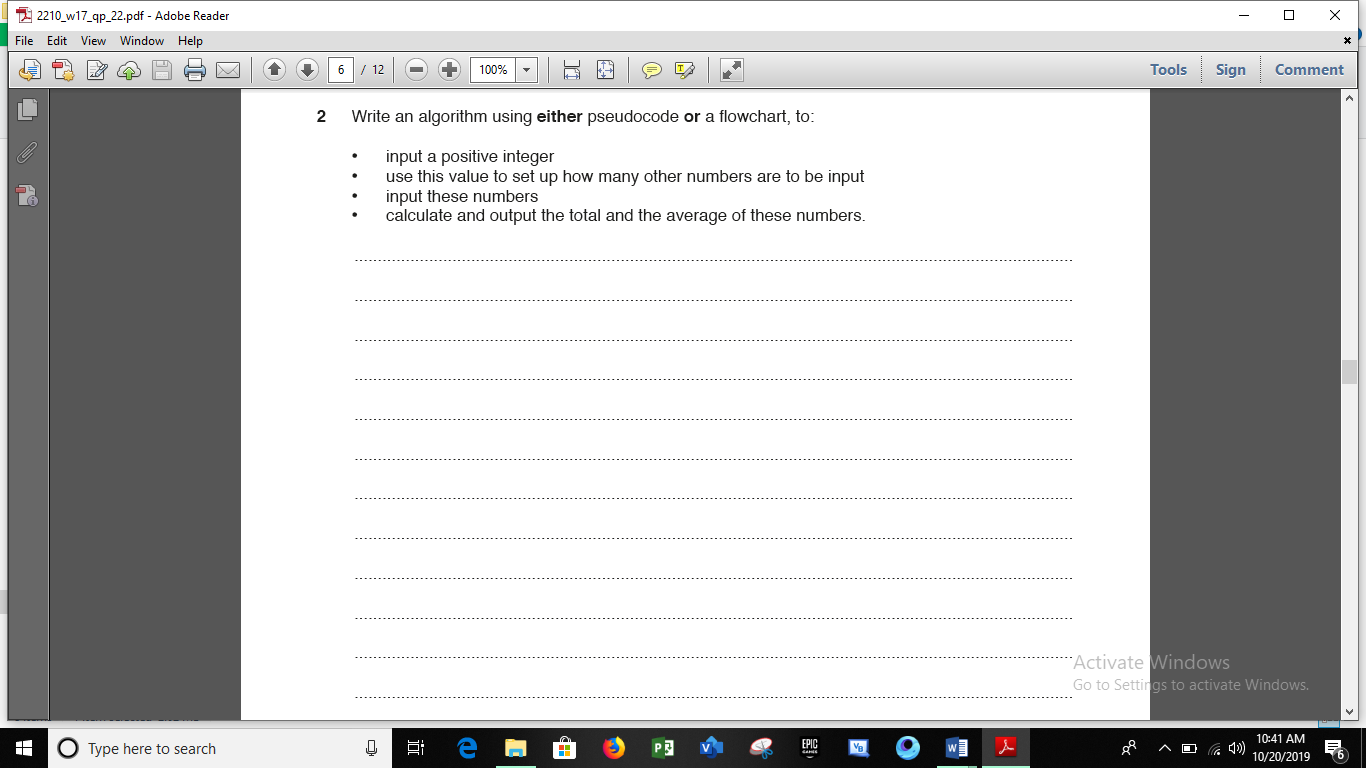 2210_w17_qp_22.pdf - Adobe Reader
File Edit View Window Help
6 / 12 100% Tools Sign Comment
2 Write an algorithm using either pseudocode or a flowchart, to:
• input a positive integer
• use this value to set up how many other numbers are to be input
• input these numbers
• calculate and output the total and the average of these numbers.
Activate Windows
Go to Settings to activate Windows.
Type here to search
EPIC GAMES
10:41 AM
10/20/2019
6